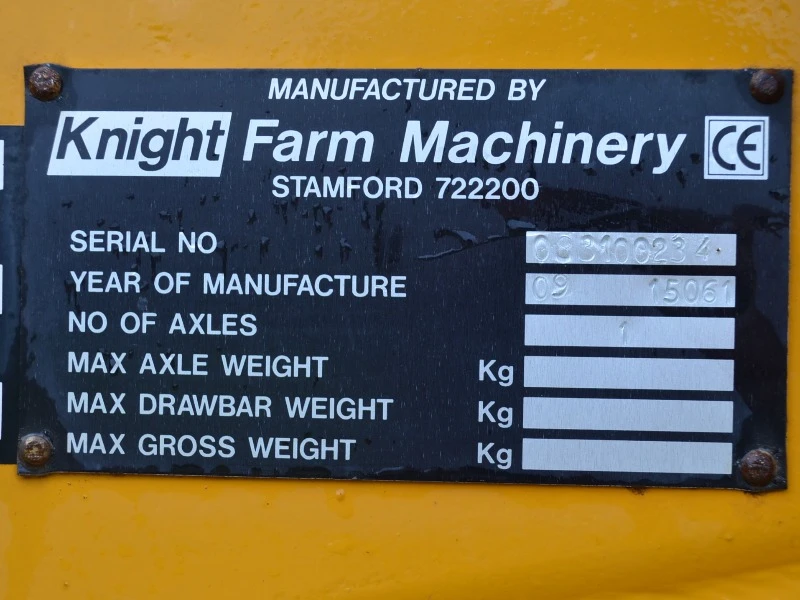 MANUFACTURED BY
Knight Farm Machinery CE
STAMFORD 722200
SERIAL NO
YEAR OF MANUFACTURE 09 15061
NO OF AXLES 1
MAX AXLE WEIGHT Kg
MAX DRAWBAR WEIGHT Kg
MAX GROSS WEIGHT Kg